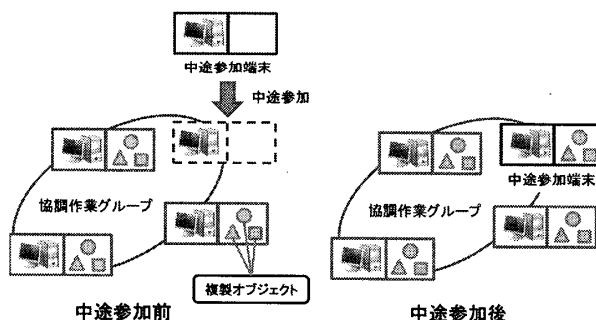 中途参加端末
中途参加
協調作業グループ
複製オブジェクト
中途参加前
中途参加端末
協調作業グループ
中途参加後